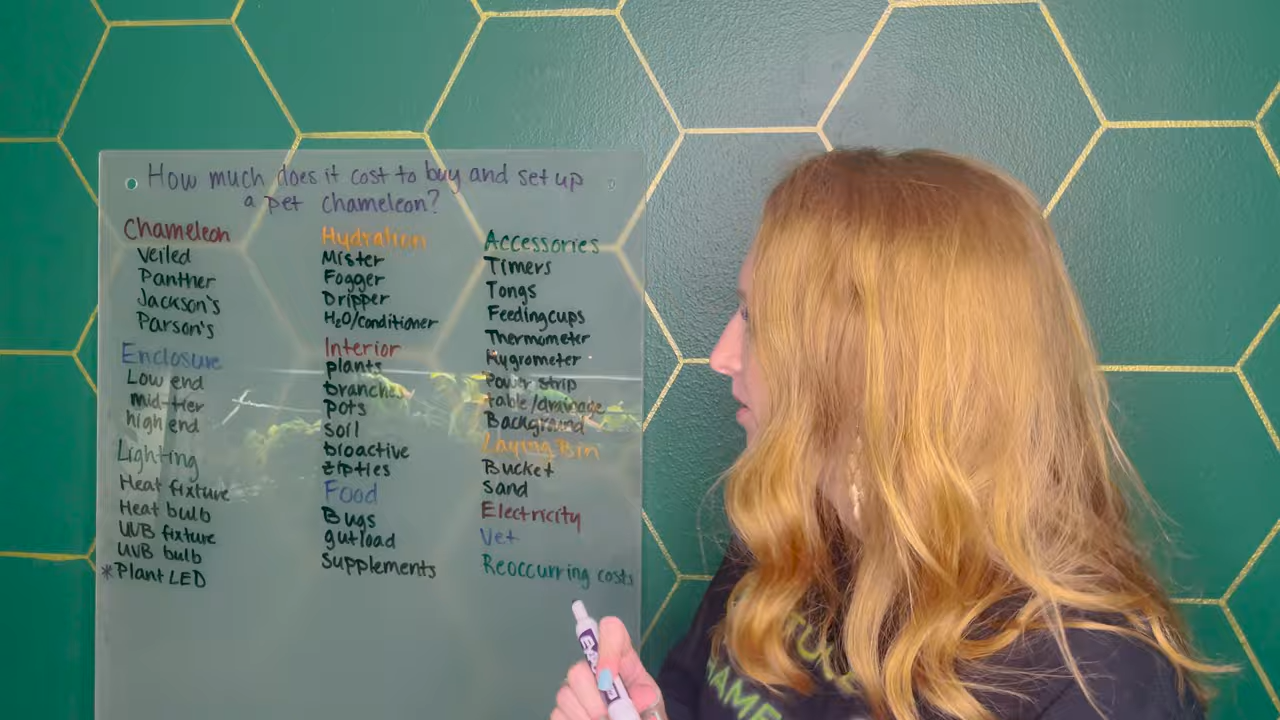 How much does it cost to buy and set up
a pet chameleon?
Chameleon
Veiled
Panther
Jackson's
Parson's
Enclosure
Low end
mid-tier
high end
Lighting
Heat fixture
Heat bulb
UVB fixture
UVB bulb
*Plant LED
Hydration
Mister
Fogger
Dripper
H2O/conditioner
Interior
plants
branches
pots
soil
bioactive
zipties
Food
Bugs
gutload
Supplements
Accessories
Timers
Tongs
Feeding cups
Thermometer
Hygrometer
Power strip
table/drainage
Background
Laying Bin
Bucket
Sand
Electricity
Vet
Reoccurring costs